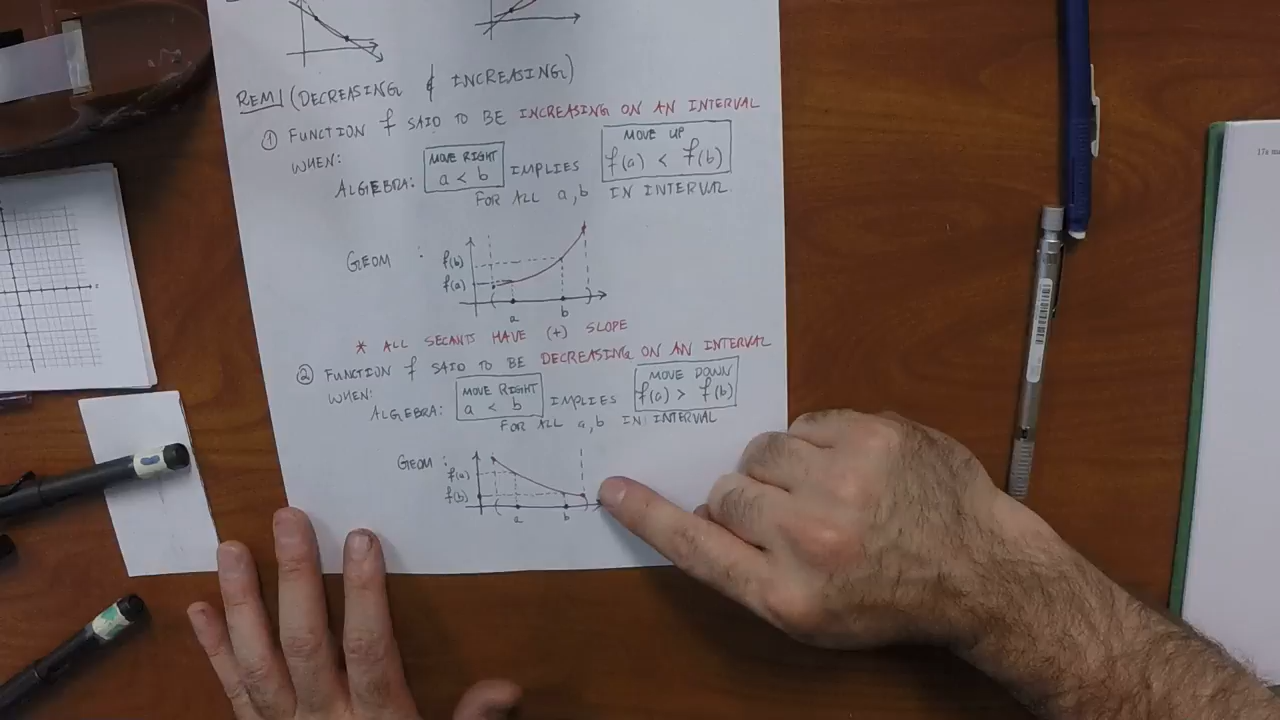 REM1 (DECREASING & INCREASING)
① FUNCTION f SAID TO BE INCREASING ON AN INTERVAL
WHEN:
MOVE RIGHT
MOVE UP
ALGEBRA: a < b IMPLIES f(a) < f(b)
FOR ALL a,b IN INTERVAL.
GEOM :
f(b)
f(a)
a b
* ALL SECANTS HAVE (+) SLOPE
② FUNCTION f SAID TO BE DECREASING ON AN INTERVAL
WHEN:
MOVE RIGHT
MOVE DOWN
ALGEBRA: a < b IMPLIES f(a) > f(b)
FOR ALL a,b IN INTERVAL
GEOM :
f(a)
f(b)
a b